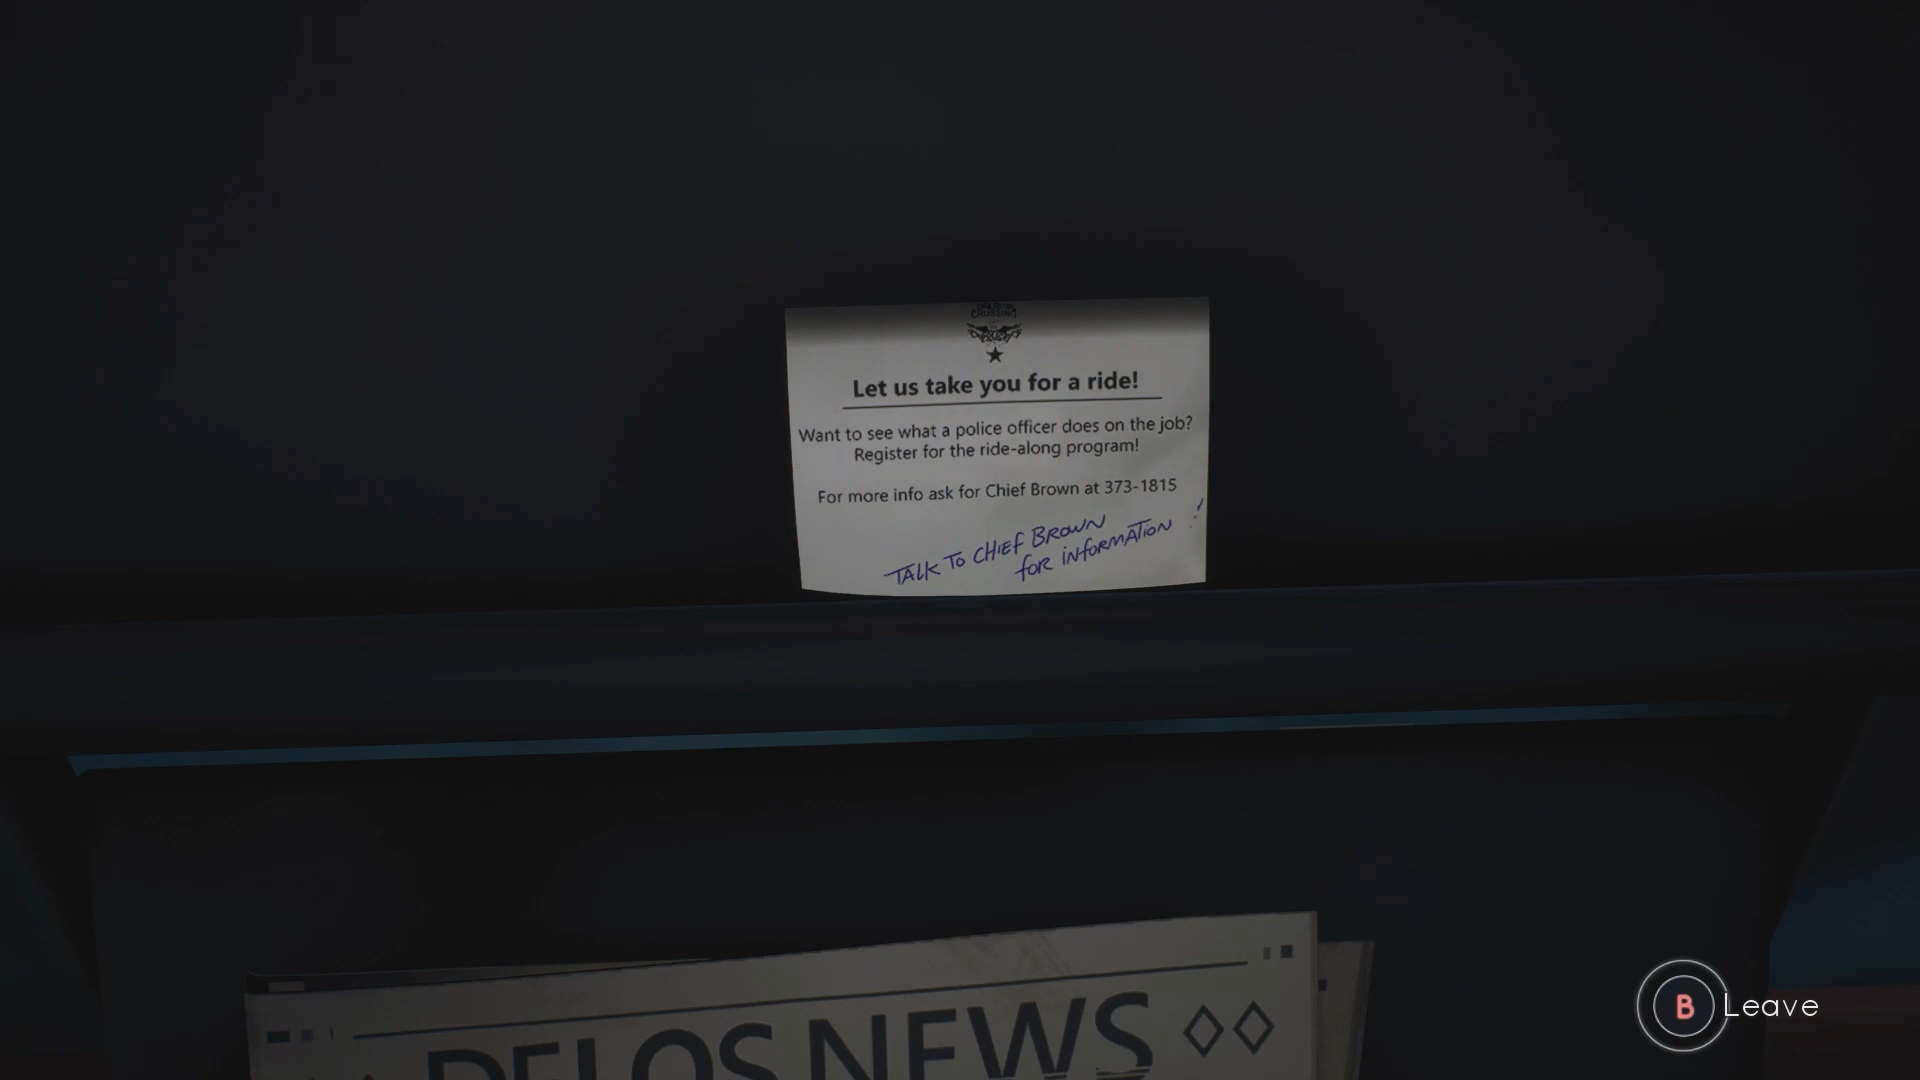 CROSSING
Let us take you for a ride!
Want to see what a police officer does on the job?
Register for the ride-along program!
For more info ask for Chief Brown at 373-1815
TALK TO CHIEF BROWN
FOR INFORMATION !
DELOS NEWS
B Leave